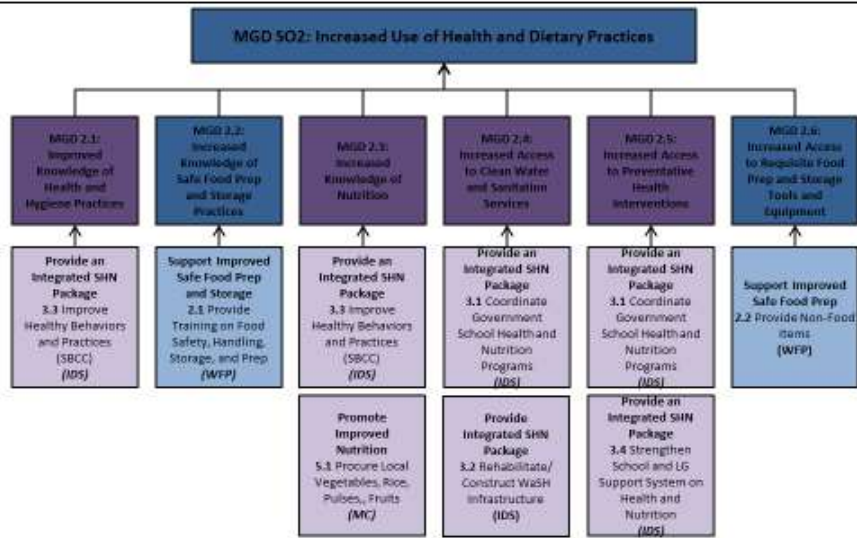 MGD SO2: Increased Use of Health and Dietary Practices
MGD 2.1:
Improved
Knowledge of
Health and
Hygiene Practices
MGD 2.2:
Increased
Knowledge of
Safe Food Prep
and Storage
Practices
MGD 2.3:
Increased
Knowledge of
Nutrition
MGD 2.4:
Increased Access
to Clean Water
and Sanitation
Services
MGD 2.5:
Increased Access
to Preventative
Health
Interventions
MGD 2.6:
Increased Access
to Requisite Food
Prep and Storage
Tools and
Equipment
Provide an
Integrated SHN
Package
3.3 Improve
Healthy Behaviors
and Practices
(SBCC)
(IDS)
Support Improved
Safe Food Prep
and Storage
2.1 Provide
Training on Food
Safety, Handling,
Storage, and Prep
(WFP)
Provide an
Integrated SHN
Package
3.3 Improve
Healthy Behaviors
and Practices
(SBCC)
(IDS)
Provide an
Integrated SHN
Package
3.1 Coordinate
Government
School Health and
Nutrition
Programs
(IDS)
Provide an
Integrated SHN
Package
3.1 Coordinate
Government
School Health and
Nutrition
Programs
(IDS)
Support Improved
Safe Food Prep
2.2 Provide Non-Food
Items
(WFP)
Promote
Improved
Nutrition
5.1 Procure Local
Vegetables, Rice,
Pulses,, Fruits
(MC)
Provide
Integrated SHN
Package
3.2 Rehabilitate/
Construct WaSH
Infrastructure
(IDS)
Provide an
Integrated SHN
Package
3.4 Strengthen
School and LG
Support System on
Health and
Nutrition
(IDS)